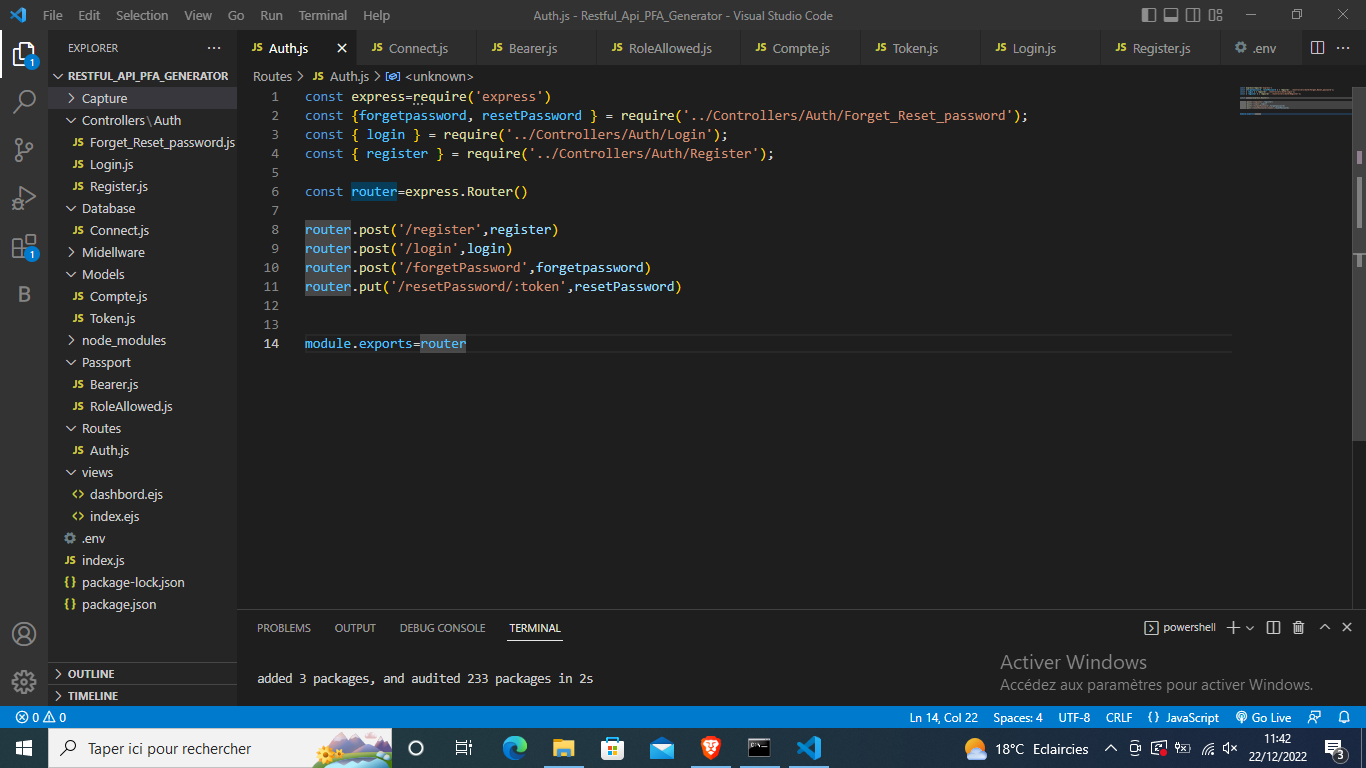 File Edit Selection View Go Run Terminal Help Auth.js - Restful_Api_PFA_Generator - Visual Studio Code
EXPLORER
RESTFUL_API_PFA_GENERATOR
Capture
Controllers\Auth
JS Forget_Reset_password.js
JS Login.js
JS Register.js
Database
JS Connect.js
Midellware
Models
JS Compte.js
JS Token.js
node_modules
Passport
JS Bearer.js
JS RoleAllowed.js
Routes
JS Auth.js
views
<> dashbord.ejs
<> index.ejs
.env
JS index.js
{} package-lock.json
{} package.json
OUTLINE
TIMELINE
1
1
B
JS Auth.js JS Connect.js JS Bearer.js JS RoleAllowed.js JS Compte.js JS Token.js JS Login.js JS Register.js .env
Routes > JS Auth.js > <unknown>
1 const express=require('express')
2 const {forgetpassword, resetPassword } = require('../Controllers/Auth/Forget_Reset_password');
3 const { login } = require('../Controllers/Auth/Login');
4 const { register } = require('../Controllers/Auth/Register');
5
6 const router=express.Router()
7
8 router.post('/register',register)
9 router.post('/login',login)
10 router.post('/forgetPassword',forgetpassword)
11 router.put('/resetPassword/:token',resetPassword)
12
13
14 module.exports=router
PROBLEMS OUTPUT DEBUG CONSOLE TERMINAL powershell
added 3 packages, and audited 233 packages in 2s
Activer Windows
Accédez aux paramètres pour activer Windows.
0 0 Ln 14, Col 22 Spaces: 4 UTF-8 CRLF {} JavaScript Go Live
Taper ici pour rechercher 18°C Eclaircies 11:42
22/12/2022 3